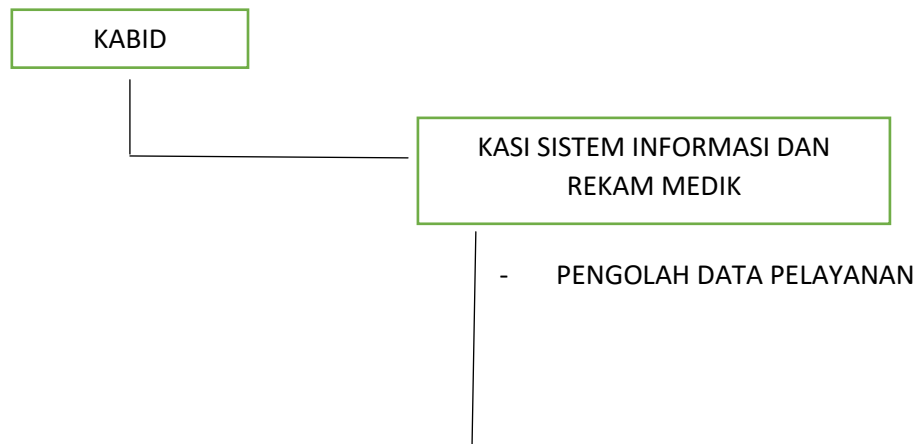 KABID
KASI SISTEM INFORMASI DAN
REKAM MEDIK
- PENGOLAH DATA PELAYANAN